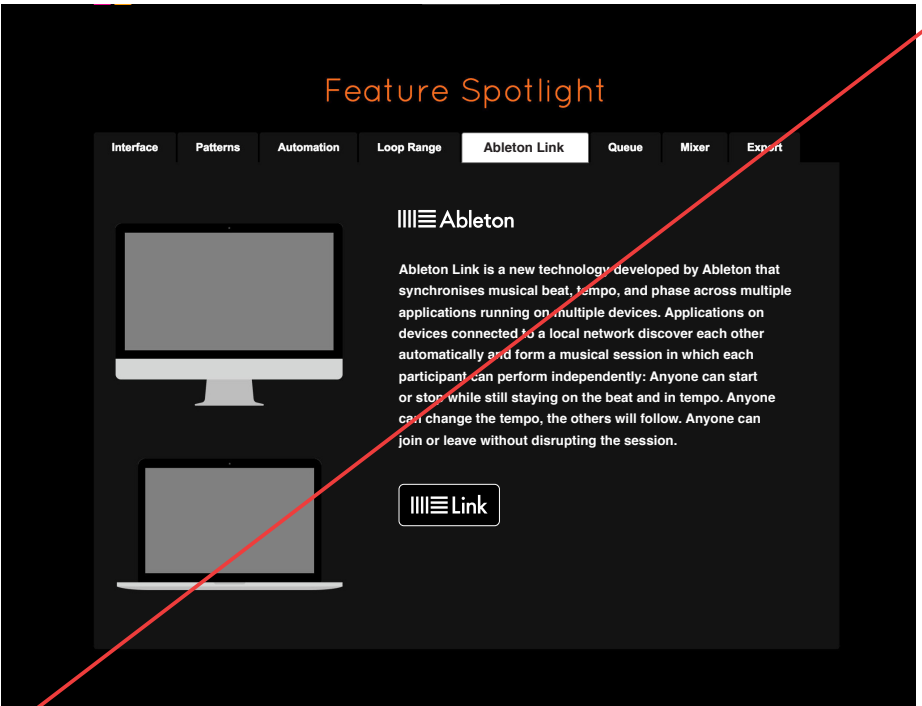 Feature Spotlight
Interface Patterns Automation Loop Range Ableton Link Queue Mixer Export
Ableton
Ableton Link is a new technology developed by Ableton that
synchronises musical beat, tempo, and phase across multiple
applications running on multiple devices. Applications on
devices connected to a local network discover each other
automatically and form a musical session in which each
participant can perform independently: Anyone can start
or stop while still staying on the beat and in tempo. Anyone
can change the tempo, the others will follow. Anyone can
join or leave without disrupting the session.
Link